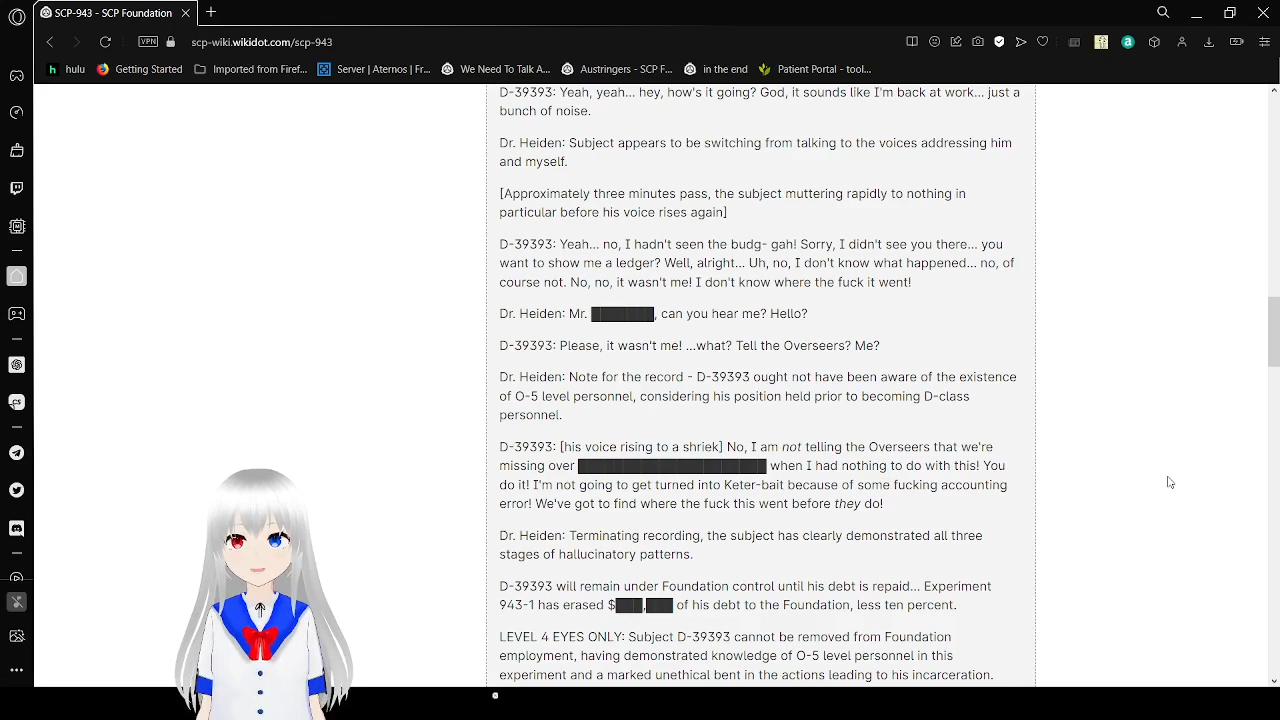 SCP-943 - SCP Foundation
VPN
scp-wiki.wikidot.com/scp-943
hulu
Getting Started
Imported from Firef...
Server | Aternos | Fr...
We Need To Talk A...
Austringers - SCP F...
in the end
Patient Portal - tool...
D-39393: Yeah, yeah... hey, how's it going? God, it sounds like I'm back at work... just a
bunch of noise.
Dr. Heiden: Subject appears to be switching from talking to the voices addressing him
and myself.
[Approximately three minutes pass, the subject muttering rapidly to nothing in
particular before his voice rises again]
D-39393: Yeah... no, I hadn't seen the budg- gah! Sorry, I didn't see you there... you
want to show me a ledger? Well, alright... Uh, no, I don't know what happened... no, of
course not. No, no, it wasn't me! I don't know where the fuck it went!
Dr. Heiden: Mr. ███████, can you hear me? Hello?
D-39393: Please, it wasn't me! ...what? Tell the Overseers? Me?
Dr. Heiden: Note for the record - D-39393 ought not have been aware of the existence
of O-5 level personnel, considering his position held prior to becoming D-class
personnel.
D-39393: [his voice rising to a shriek] No, I am not telling the Overseers that we're
missing over █████████████████████ when I had nothing to do with this! You
do it! I'm not going to get turned into Keter-bait because of some fucking accounting
error! We've got to find where the fuck this went before they do!
Dr. Heiden: Terminating recording, the subject has clearly demonstrated all three
stages of hallucinatory patterns.
D-39393 will remain under Foundation control until his debt is repaid... Experiment
943-1 has erased $███,███ of his debt to the Foundation, less ten percent.
LEVEL 4 EYES ONLY: Subject D-39393 cannot be removed from Foundation
employment, having demonstrated knowledge of O-5 level personnel in this
experiment and a marked unethical bent in the actions leading to his incarceration.